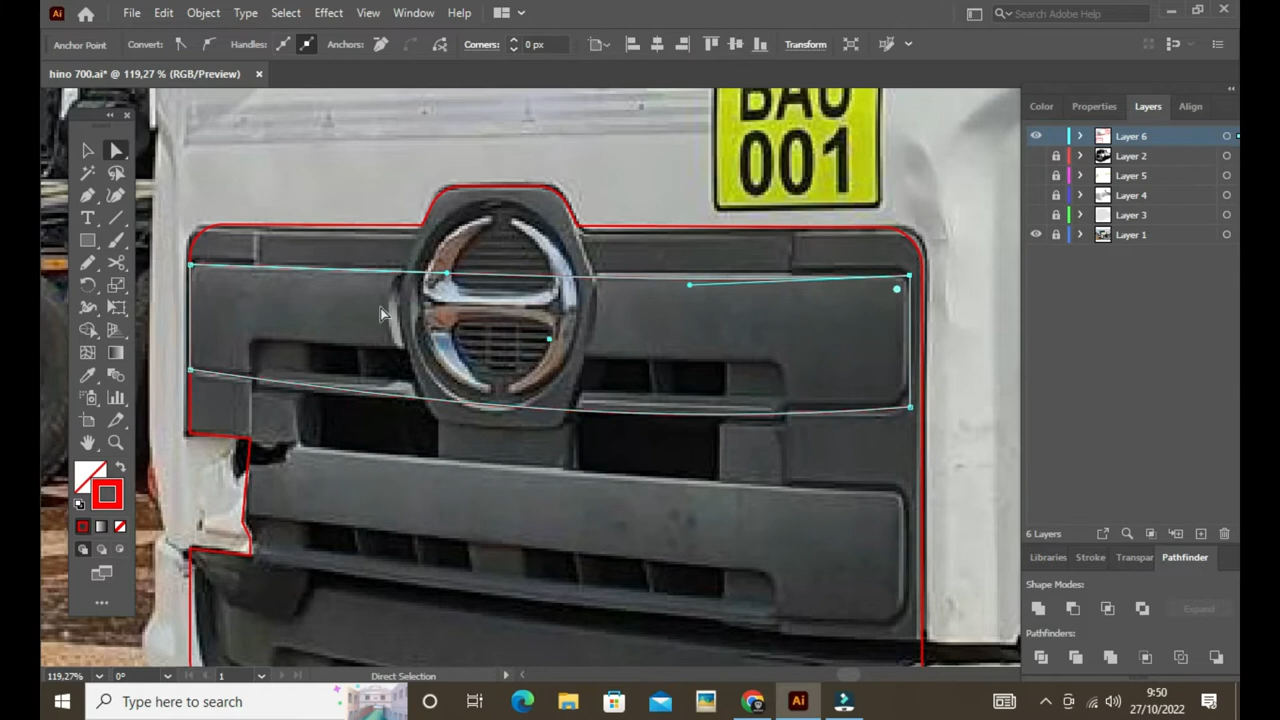 File Edit Object Type Select Effect View Window Help
Search Adobe Help
Anchor Point Convert: Handles: Anchors: Corners: 0 px Transform
hino 700.ai* @ 119,27 % (RGB/Preview)
BAU
001
Color Properties Layers Align
Layer 6
Layer 2
Layer 5
Layer 4
Layer 3
Layer 1
6 Layers
Libraries Stroke Transpar Pathfinder
Shape Modes:
Expand
Pathfinders:
119,27% 0° 1 Direct Selection
Type here to search
9:50
27/10/2022